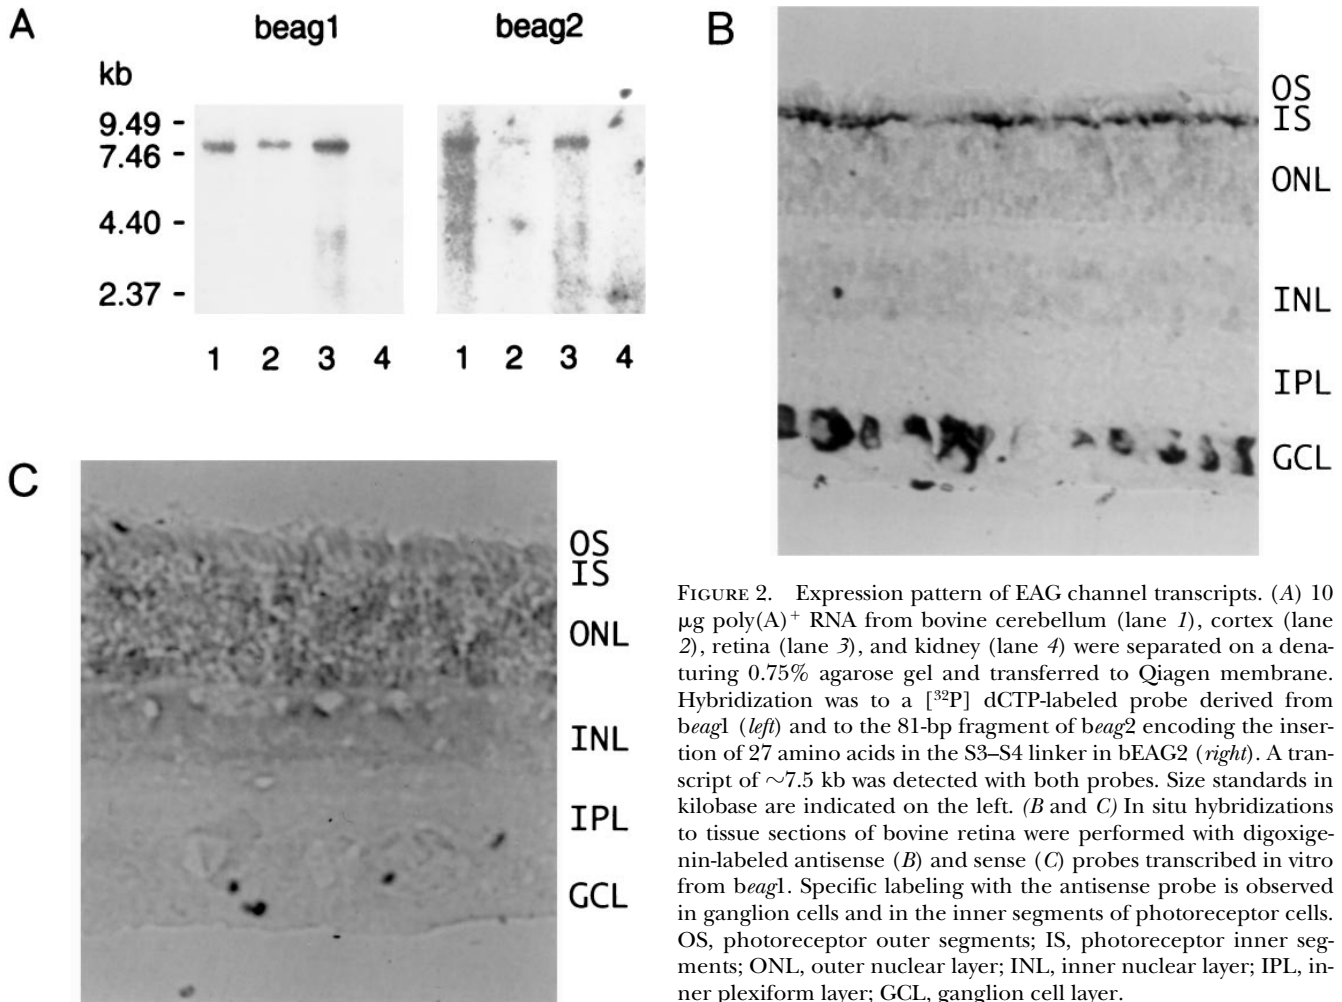 A
beag1
beag2
kb
9.49 -
7.46 -
4.40 -
2.37 -
1 2 3 4
1 2 3 4
B
OS
IS
ONL
INL
IPL
GCL
C
OS
IS
ONL
INL
IPL
GCL
FIGURE 2. Expression pattern of EAG channel transcripts. (A) 10
μg poly(A)+ RNA from bovine cerebellum (lane 1), cortex (lane
2), retina (lane 3), and kidney (lane 4) were separated on a dena-
turing 0.75% agarose gel and transferred to Qiagen membrane.
Hybridization was to a [³²P] dCTP-labeled probe derived from
beag1 (left) and to the 81-bp fragment of beag2 encoding the inser-
tion of 27 amino acids in the S3–S4 linker in bEAG2 (right). A tran-
script of ~7.5 kb was detected with both probes. Size standards in
kilobase are indicated on the left. (B and C) In situ hybridizations
to tissue sections of bovine retina were performed with digoxige-
nin-labeled antisense (B) and sense (C) probes transcribed in vitro
from beag1. Specific labeling with the antisense probe is observed
in ganglion cells and in the inner segments of photoreceptor cells.
OS, photoreceptor outer segments; IS, photoreceptor inner seg-
ments; ONL, outer nuclear layer; INL, inner nuclear layer; IPL, in-
ner plexiform layer; GCL, ganglion cell layer.